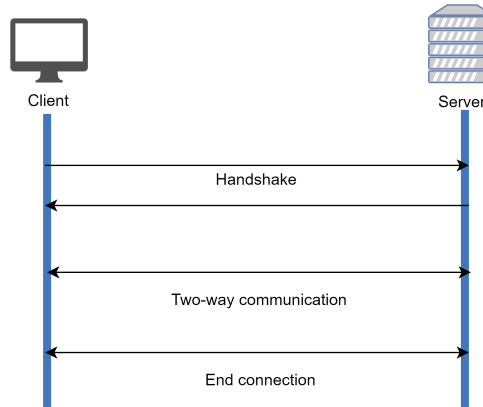 Client
Server
Handshake
Two-way communication
End connection